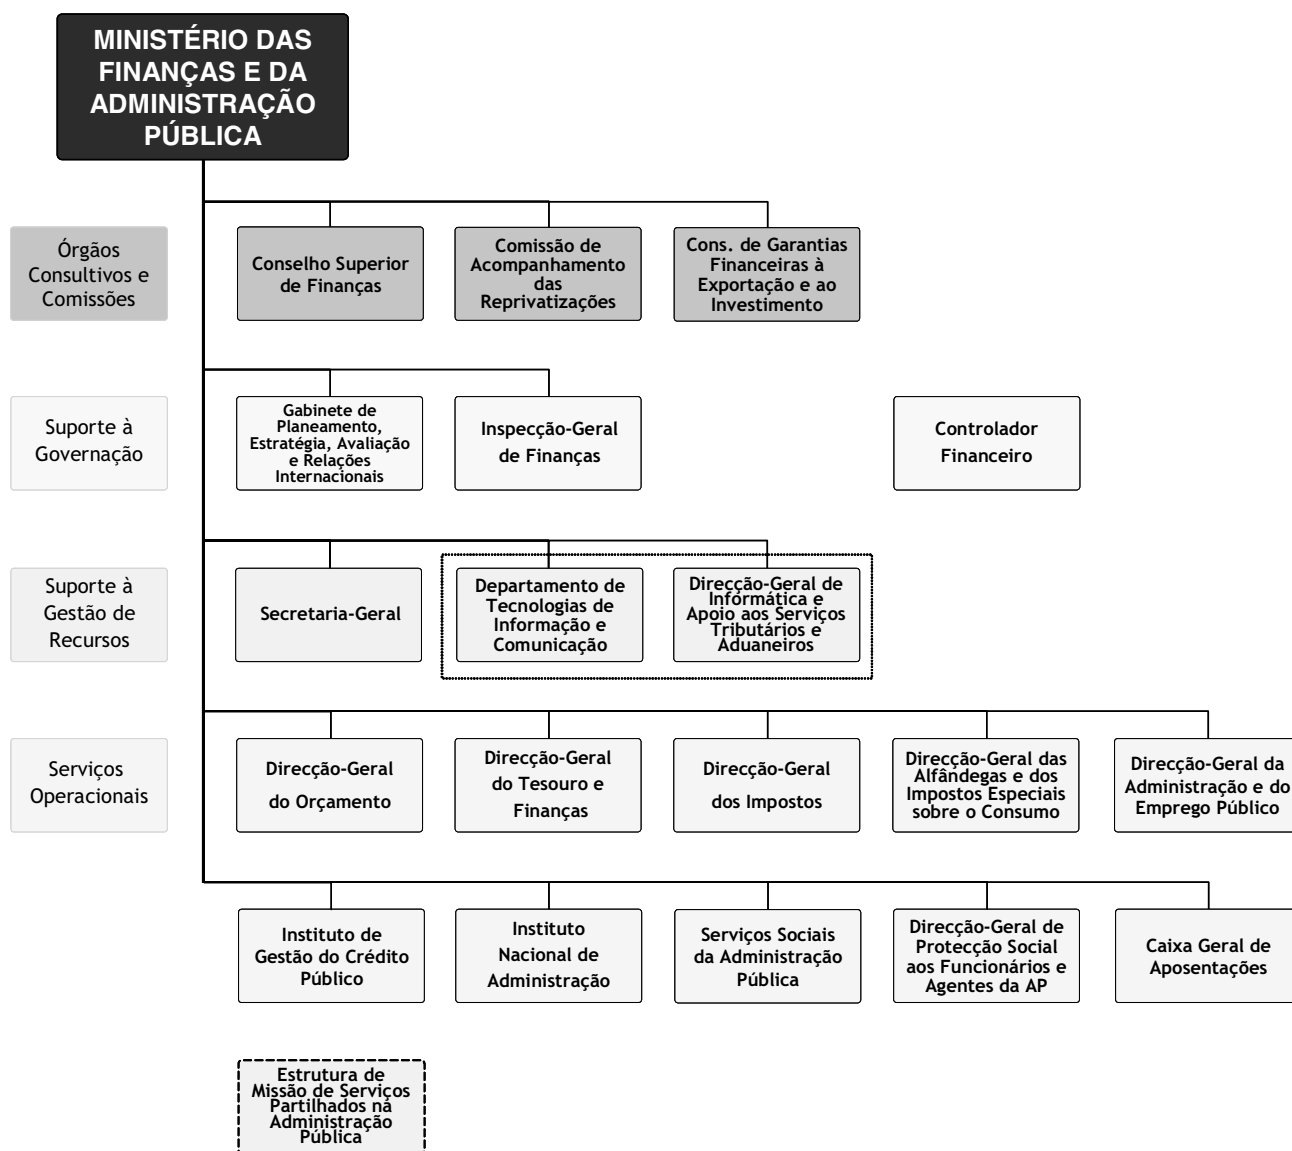 MINISTÉRIO DAS
FINANÇAS E DA
ADMINISTRAÇÃO
PÚBLICA
Órgãos
Consultivos e
Comissões
Conselho Superior
de Finanças
Comissão de
Acompanhamento
das
Reprivatizações
Cons. de Garantias
Financeiras à
Exportação e ao
Investimento
Suporte à
Governação
Gabinete de
Planeamento,
Estratégia, Avaliação
e Relações
Internacionais
Inspecção-Geral
de Finanças
Controlador
Financeiro
Suporte à
Gestão de
Recursos
Secretaria-Geral
Departamento de
Tecnologias de
Informação e
Comunicação
Direcção-Geral de
Informática e
Apoio aos Serviços
Tributários e
Aduaneiros
Serviços
Operacionais
Direcção-Geral
do Orçamento
Direcção-Geral
do Tesouro e
Finanças
Direcção-Geral
dos Impostos
Direcção-Geral das
Alfândegas e dos
Impostos Especiais
sobre o Consumo
Direcção-Geral da
Administração e do
Emprego Público
Instituto de
Gestão do Crédito
Público
Instituto
Nacional de
Administração
Serviços Sociais
da Administração
Pública
Direcção-Geral de
Protecção Social
aos Funcionários e
Agentes da AP
Caixa Geral de
Aposentações
Estrutura de
Missão de Serviços
Partilhados na
Administração
Pública